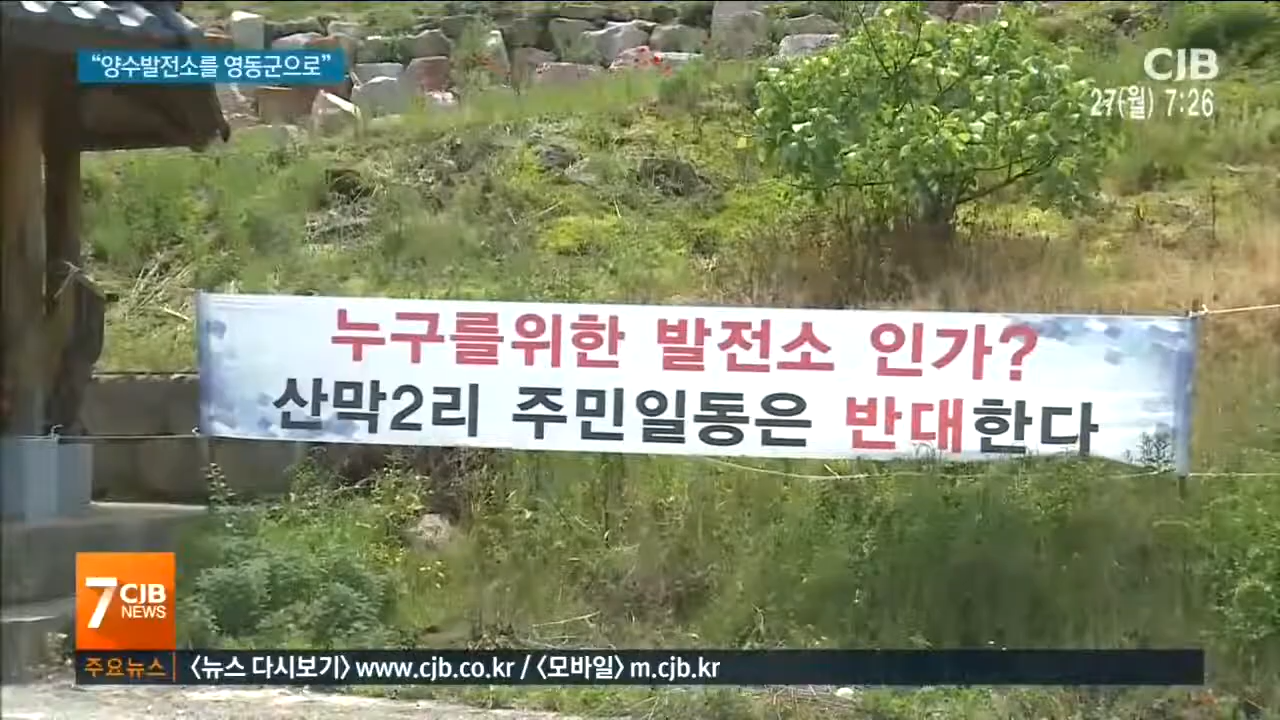 “양수발전소를 영동군으로”
CJB
27(월) 7:26
누구를위한 발전소 인가?
산막2리 주민일동은 반대한다
7 CJB NEWS
주요뉴스 〈뉴스 다시보기〉 www.cjb.co.kr / 〈모바일〉 m.cjb.kr